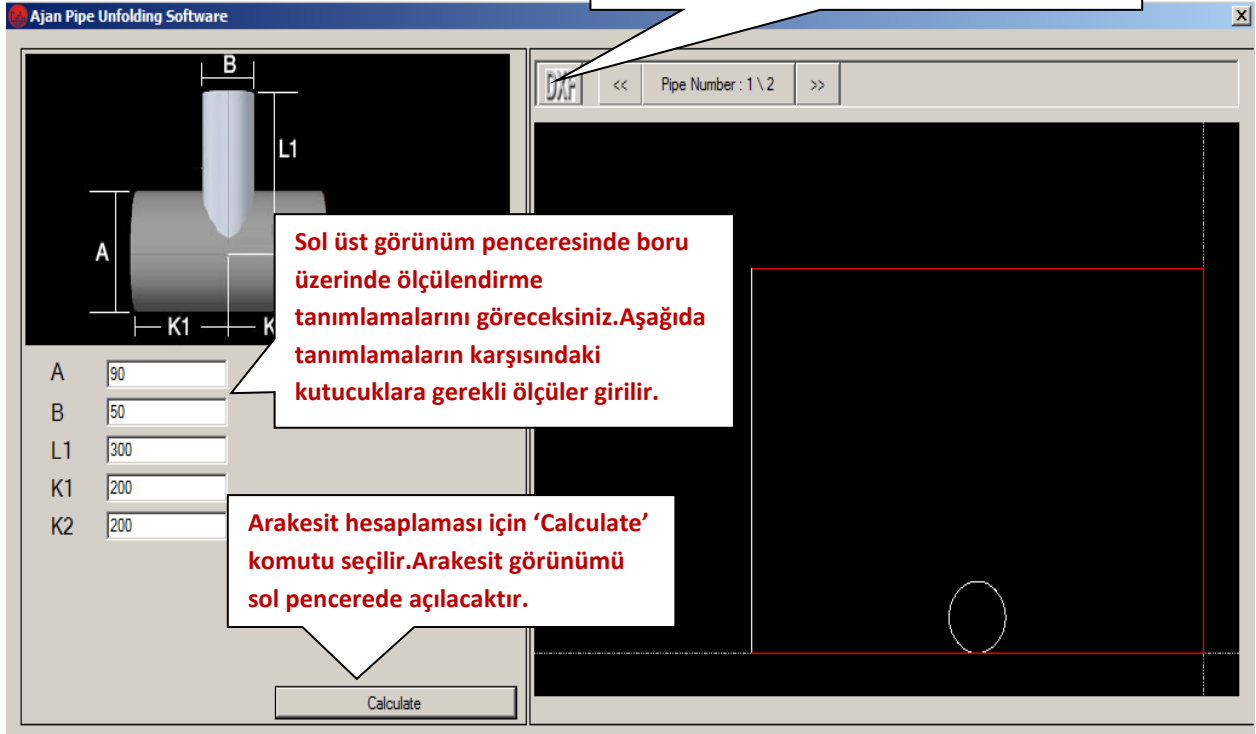 Ajan Pipe Unfolding Software
B
L1
A
K1
K
DXF
<<
Pipe Number : 1 \ 2
>>
Sol üst görünüm penceresinde boru
üzerinde ölçülendirme
tanımlamalarını göreceksiniz.Aşağıda
tanımlamaların karşısındaki
kutucuklara gerekli ölçüler girilir.
A 90
B 50
L1 300
K1 200
K2 200
Arakesit hesaplaması için ‘Calculate’
komutu seçilir.Arakesit görünümü
sol pencerede açılacaktır.
Calculate